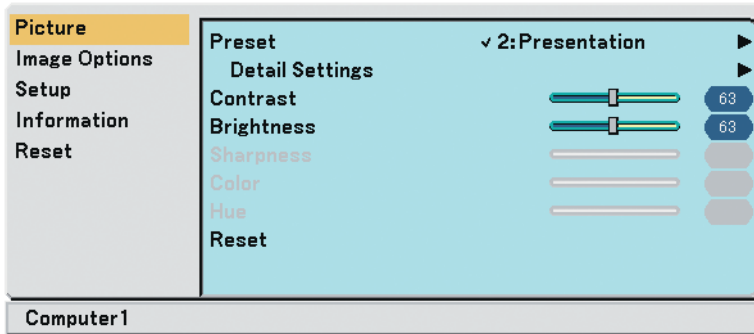 Picture
Image Options
Setup
Information
Reset
Preset ✓ 2:Presentation ▶
Detail Settings ▶
Contrast 63
Brightness 63
Sharpness
Color
Hue
Reset
Computer1